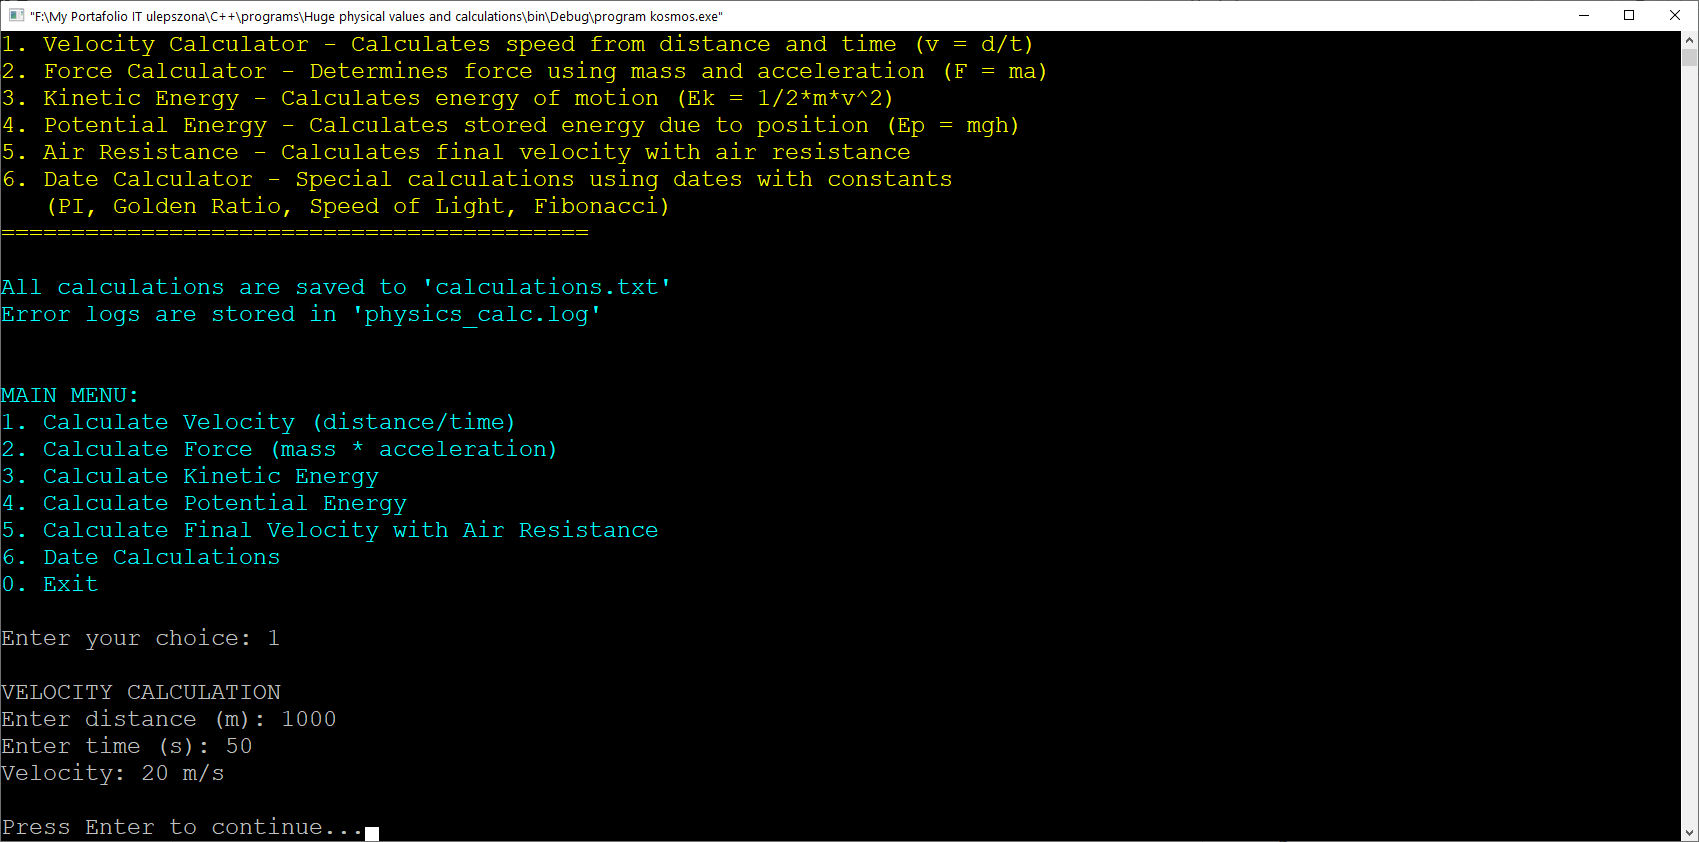 "F:\My Portafolio IT ulepszona\C++\programs\Huge physical values and calculations\bin\Debug\program kosmos.exe"
1. Velocity Calculator - Calculates speed from distance and time (v = d/t)
2. Force Calculator - Determines force using mass and acceleration (F = ma)
3. Kinetic Energy - Calculates energy of motion (Ek = 1/2*m*v^2)
4. Potential Energy - Calculates stored energy due to position (Ep = mgh)
5. Air Resistance - Calculates final velocity with air resistance
6. Date Calculator - Special calculations using dates with constants
(PI, Golden Ratio, Speed of Light, Fibonacci)
==========================================
All calculations are saved to 'calculations.txt'
Error logs are stored in 'physics_calc.log'
MAIN MENU:
1. Calculate Velocity (distance/time)
2. Calculate Force (mass * acceleration)
3. Calculate Kinetic Energy
4. Calculate Potential Energy
5. Calculate Final Velocity with Air Resistance
6. Date Calculations
0. Exit
Enter your choice: 1
VELOCITY CALCULATION
Enter distance (m): 1000
Enter time (s): 50
Velocity: 20 m/s
Press Enter to continue...